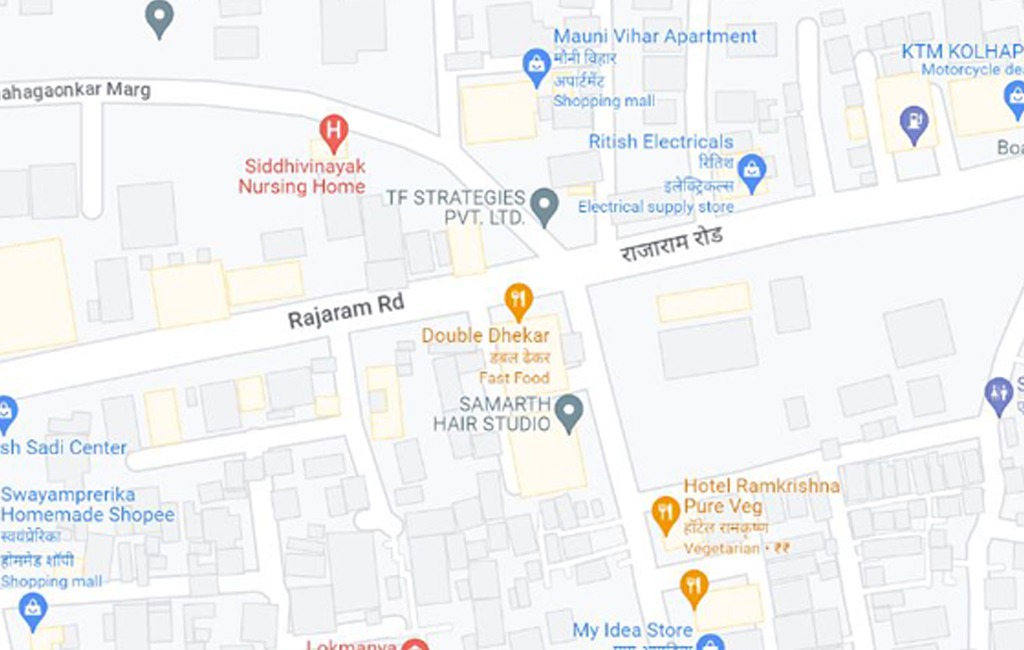 Mauni Vihar Apartment
मौनी विहार
अपार्टमेंट
Shopping mall
KTM KOLHAP
Motorcycle dea
ahagaonkar Marg
Siddhivinayak
Nursing Home
Ritish Electricals
रितिश
इलेक्ट्रिकल्स
Electrical supply store
Boa
TF STRATEGIES
PVT. LTD.
राजाराम रोड
Rajaram Rd
Double Dhekar
डबल ढेकर
Fast Food
SAMARTH
HAIR STUDIO
sh Sadi Center
Swayamprerika
Homemade Shopee
स्वयंप्रेरिका
होममेड शॉपी
Shopping mall
Hotel Ramkrishna
Pure Veg
हॉटेल रामकृष्ण
Vegetarian • ₹₹
My Idea Store
Lokmanya